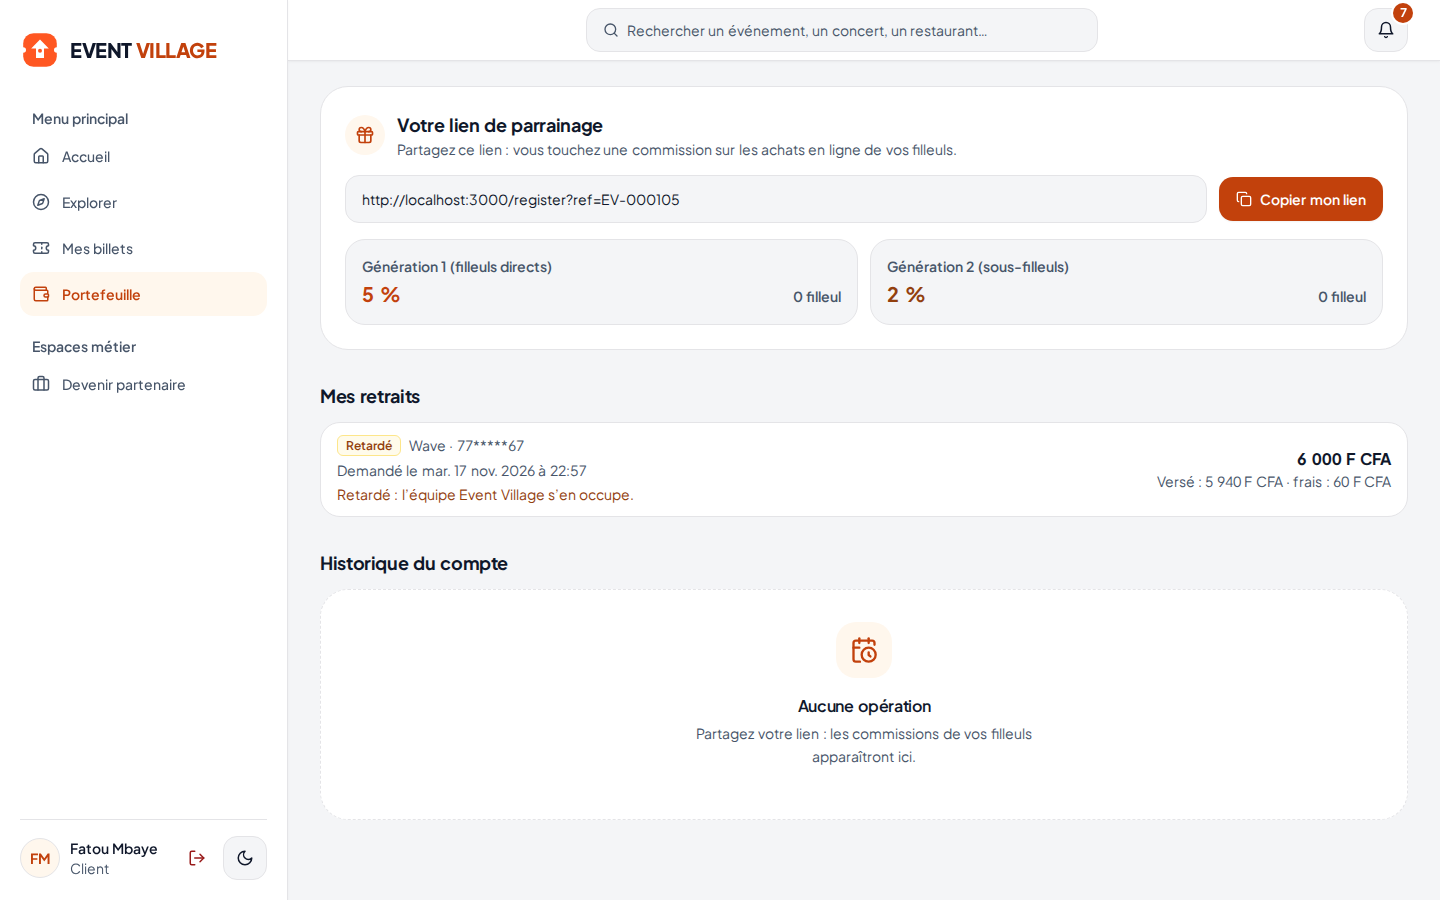 EVENT VILLAGE
Rechercher un événement, un concert, un restaurant…
7
Menu principal
Accueil
Explorer
Mes billets
Portefeuille
Espaces métier
Devenir partenaire
Votre lien de parrainage
Partagez ce lien : vous touchez une commission sur les achats en ligne de vos filleuls.
http://localhost:3000/register?ref=EV-000105
Copier mon lien
Génération 1 (filleuls directs)
5 %
0 filleul
Génération 2 (sous-filleuls)
2 %
0 filleul
Mes retraits
Retardé Wave · 77*****67
Demandé le mar. 17 nov. 2026 à 22:57
Retardé : l’équipe Event Village s’en occupe.
6 000 F CFA
Versé : 5 940 F CFA · frais : 60 F CFA
Historique du compte
Aucune opération
Partagez votre lien : les commissions de vos filleuls
apparaîtront ici.
FM
Fatou Mbaye
Client